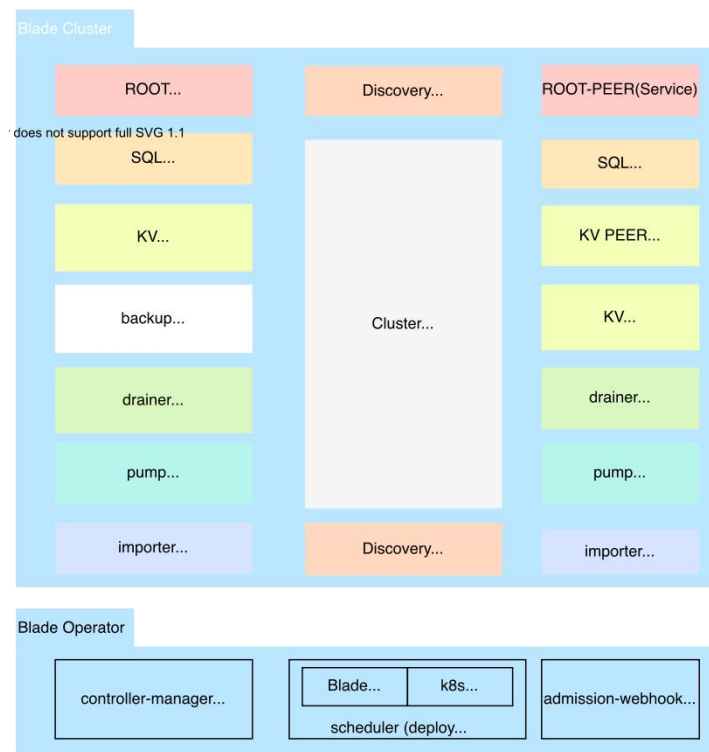 Blade Cluster
ROOT...
Discovery...
ROOT-PEER(Service)
does not support full SVG 1.1
SQL...
SQL...
KV...
KV PEER...
backup...
Cluster...
KV...
drainer...
drainer...
pump...
pump...
importer...
Discovery...
importer...
Blade Operator
controller-manager...
Blade...
k8s...
scheduler (deploy...
admission-webhook...